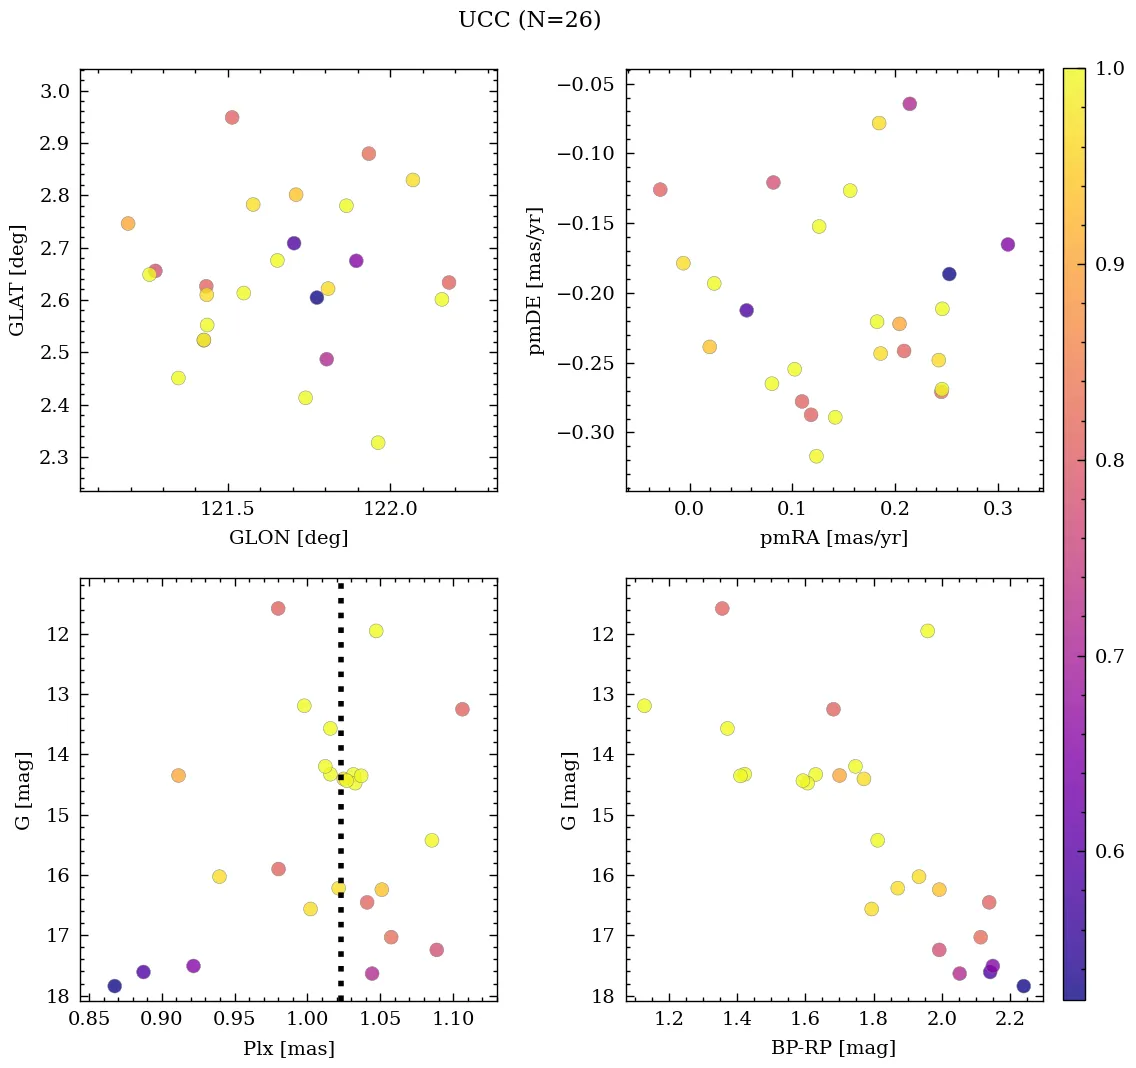 UCC (N=26)
3.0
2.9
2.8
2.7
2.6
2.5
2.4
2.3
GLAT [deg]
121.5 122.0
GLON [deg]
−0.05
−0.10
−0.15
−0.20
−0.25
−0.30
pmDE [mas/yr]
0.0 0.1 0.2 0.3
pmRA [mas/yr]
12
13
14
15
16
17
18
G [mag]
0.85 0.90 0.95 1.00 1.05 1.10
Plx [mas]
12
13
14
15
16
17
18
G [mag]
1.2 1.4 1.6 1.8 2.0 2.2
BP-RP [mag]
1.0
0.9
0.8
0.7
0.6